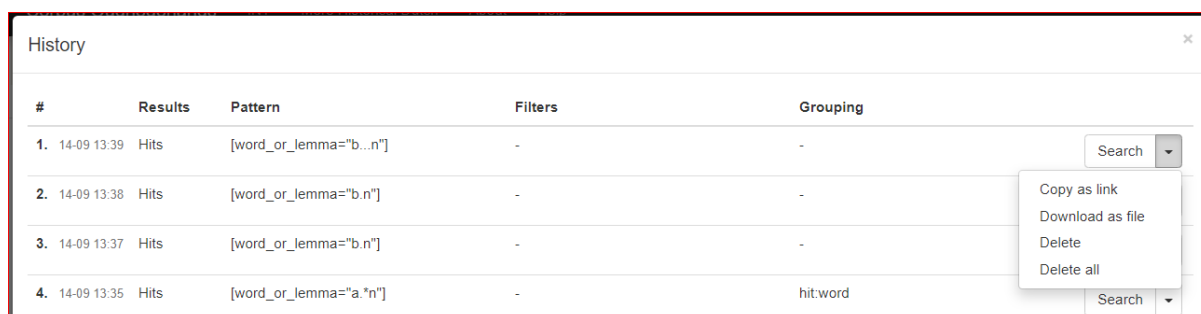 History ×
# Results Pattern Filters Grouping
1. 14-09 13:39 Hits [word_or_lemma="b...n"] - - Search
2. 14-09 13:38 Hits [word_or_lemma="b.n"] - -
3. 14-09 13:37 Hits [word_or_lemma="b.n"] - -
4. 14-09 13:35 Hits [word_or_lemma="a.*n"] - hit:word Search
Copy as link
Download as file
Delete
Delete all